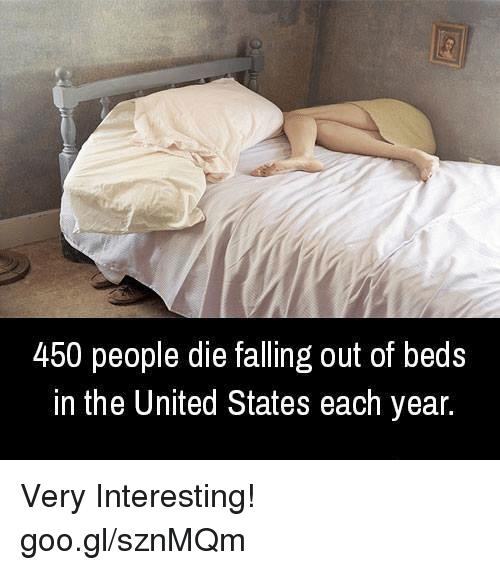 450 people die falling out of beds
in the United States each year.
Very Interesting!
goo.gl/sznMQm